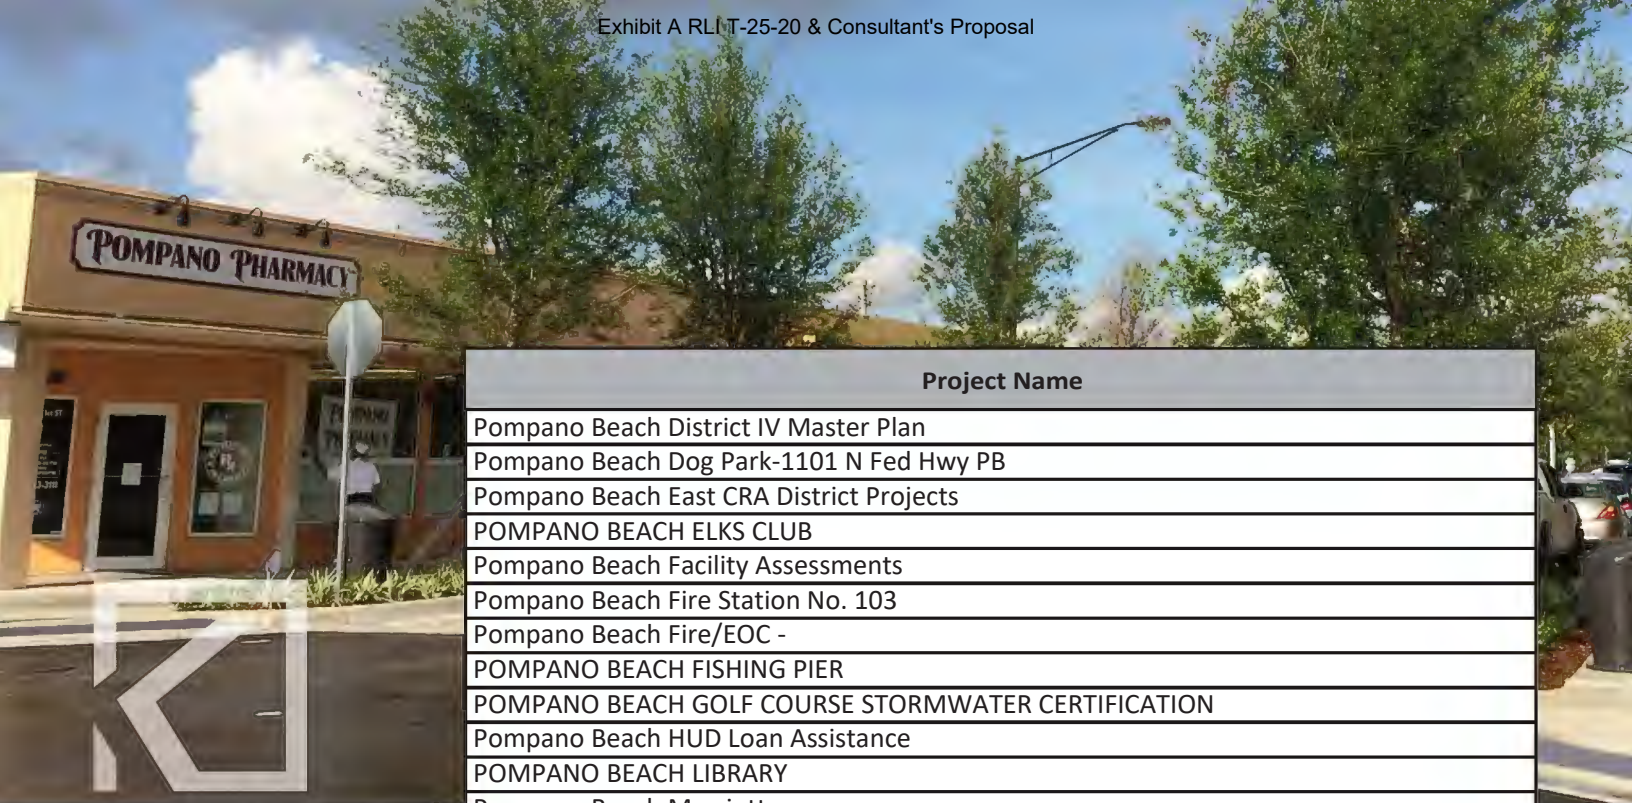 Exhibit A RLI T-25-20 & Consultant's Proposal
POMPANO PHARMACY
Project Name
Pompano Beach District IV Master Plan
Pompano Beach Dog Park-1101 N Fed Hwy PB
Pompano Beach East CRA District Projects
POMPANO BEACH ELKS CLUB
Pompano Beach Facility Assessments
Pompano Beach Fire Station No. 103
Pompano Beach Fire/EOC -
POMPANO BEACH FISHING PIER
POMPANO BEACH GOLF COURSE STORMWATER CERTIFICATION
Pompano Beach HUD Loan Assistance
POMPANO BEACH LIBRARY